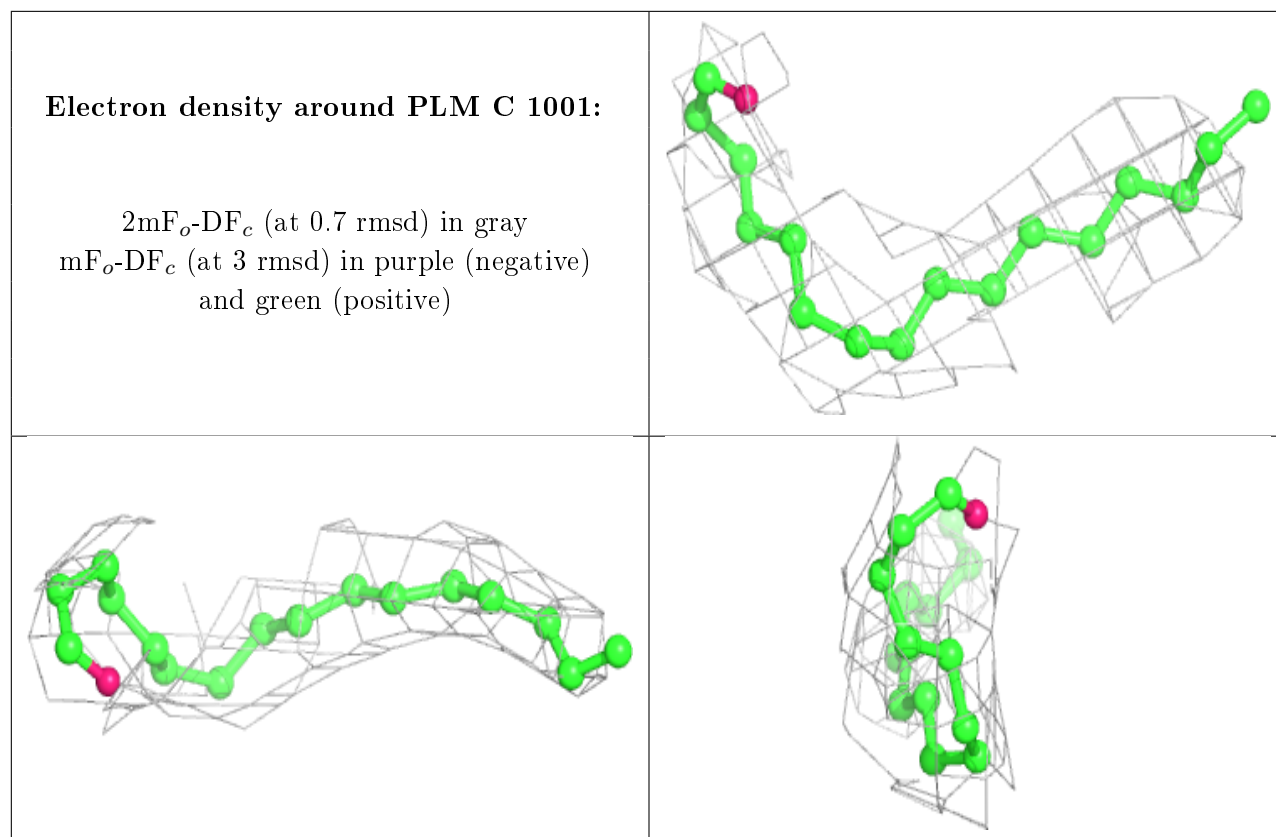 Electron density around PLM C 1001:
2mFo-DFc (at 0.7 rmsd) in gray
mFo-DFc (at 3 rmsd) in purple (negative)
and green (positive)